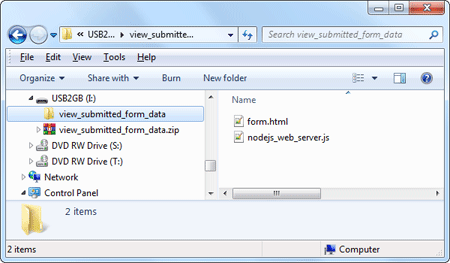 « USB2... ▸ view_submitte... ▸
Search view_submitted_form_data
File Edit View Tools Help
Organize Share with Burn New folder
USB2GB (I:)
view_submitted_form_data
view_submitted_form_data.zip
DVD RW Drive (S:)
DVD RW Drive (T:)
Network
Control Panel
Name
form.html
nodejs_web_server.js
2 items
2 items Computer